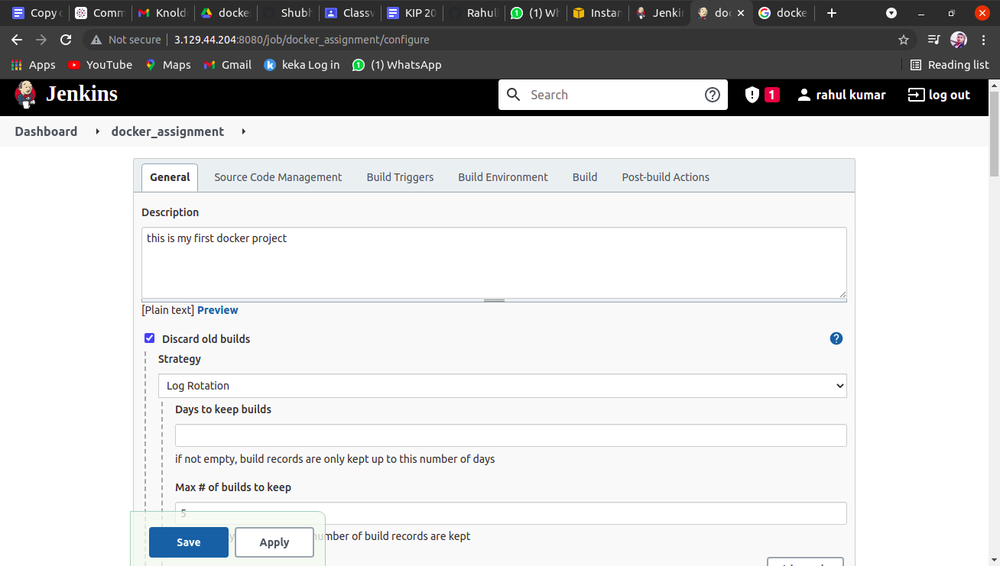 Copy Comm Knold docke Shubh Classw KIP 20 Rahul (1) Wh Instan Jenki doc docke
Not secure 3.129.44.204:8080/job/docker_assignment/configure
Apps YouTube Maps Gmail keka Log in (1) WhatsApp Reading list
Jenkins Search 1 rahul kumar log out
Dashboard docker_assignment
General Source Code Management Build Triggers Build Environment Build Post-build Actions
Description
this is my first docker project
[Plain text] Preview
Discard old builds
Strategy
Log Rotation
Days to keep builds
if not empty, build records are only kept up to this number of days
Max # of builds to keep
5
number of build records are kept
Save Apply